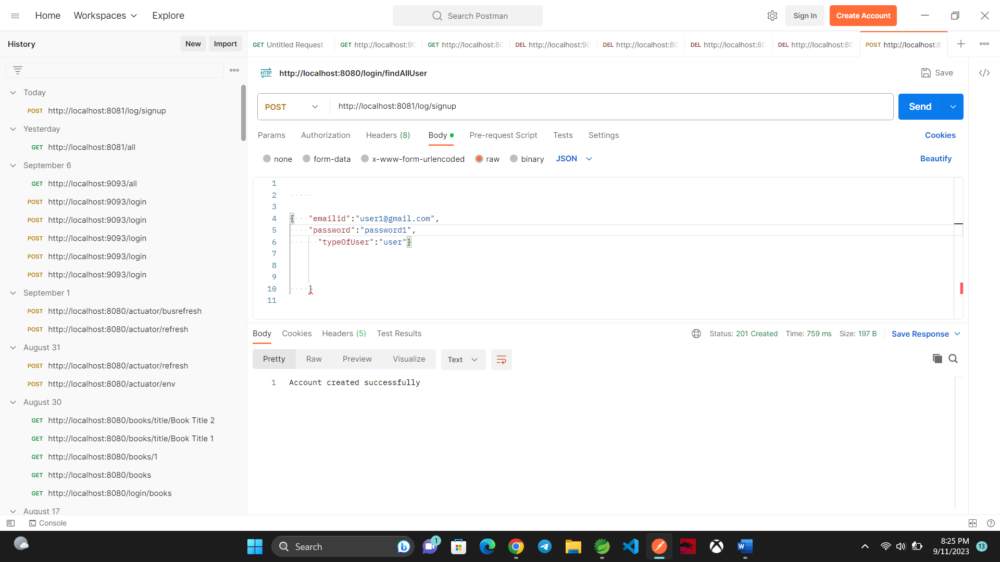 Home Workspaces Explore Search Postman Sign In Create Account
History New Import GET Untitled Request GET http://localhost:90 GET http://localhost:80 DEL http://localhost:90 DEL http://localhost:80 DEL http://localhost:80 DEL http://localhost:80 POST http://localhost:8
HTTP http://localhost:8080/login/findAllUser Save </>
Today
POST http://localhost:8081/log/signup
Yesterday
GET http://localhost:8081/all
September 6
GET http://localhost:9093/all
POST http://localhost:9093/login
POST http://localhost:9093/login
POST http://localhost:9093/login
POST http://localhost:9093/login
POST http://localhost:9093/login
September 1
POST http://localhost:8080/actuator/busrefresh
POST http://localhost:8080/actuator/refresh
August 31
POST http://localhost:8080/actuator/refresh
POST http://localhost:8080/actuator/env
August 30
GET http://localhost:8080/books/title/Book Title 2
GET http://localhost:8080/books/title/Book Title 1
GET http://localhost:8080/books/1
GET http://localhost:8080/books
GET http://localhost:8080/login/books
August 17
POST http://localhost:8081/log/signup Send
Params Authorization Headers (8) Body Pre-request Script Tests Settings Cookies
none form-data x-www-form-urlencoded raw binary JSON Beautify
1
2
3
4 { "emailid":"user1@gmail.com",
5 "password":"password1",
6 "typeOfUser":"user"}
7
8
9
10 }
11
Body Cookies Headers (5) Test Results Status: 201 Created Time: 759 ms Size: 197 B Save Response
Pretty Raw Preview Visualize Text
1 Account created successfully
Console
Search 1 W 8:25 PM
9/11/2023 13